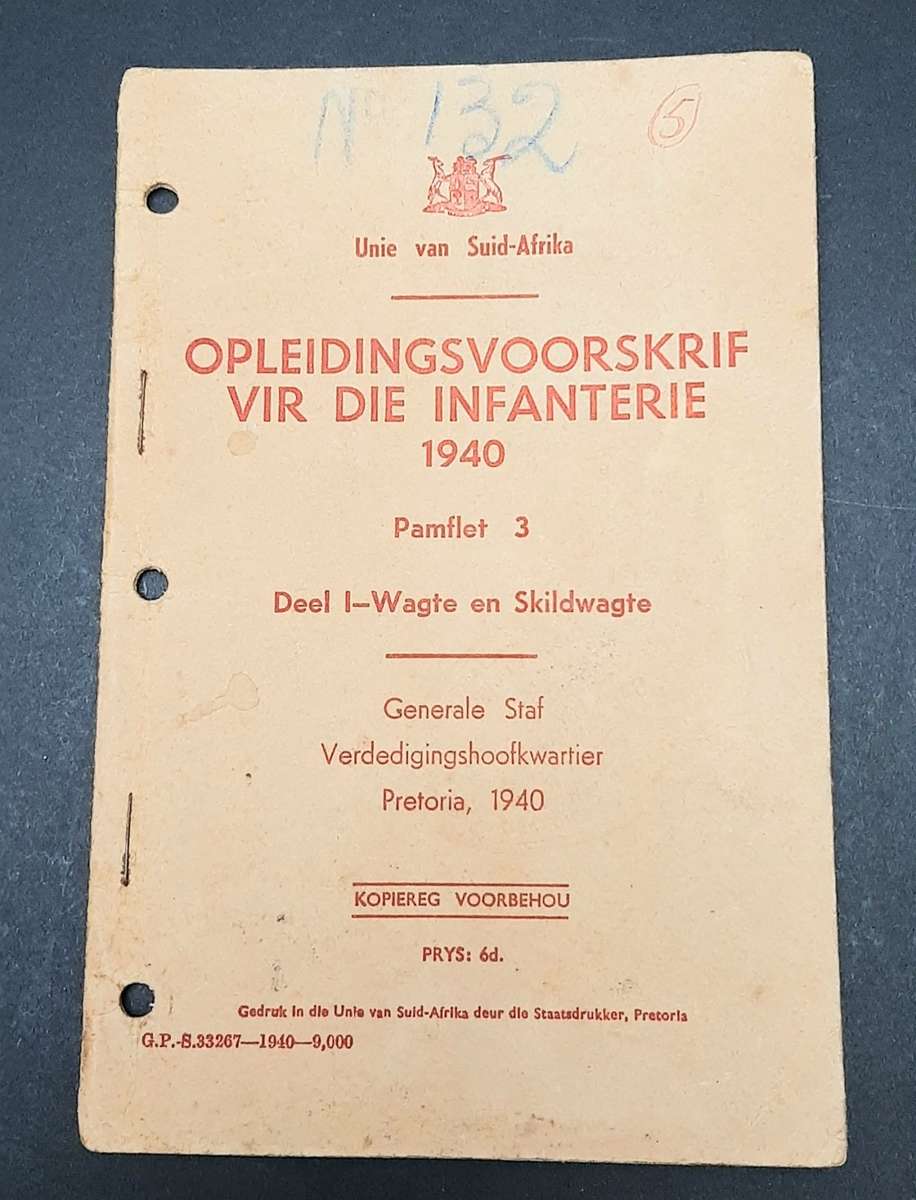 No 132
5
Unie van Suid-Afrika
OPLEIDINGSVOORSKRIF
VIR DIE INFANTERIE
1940
Pamflet 3
Deel I—Wagte en Skildwagte
Generale Staf
Verdedigingshoofkwartier
Pretoria, 1940
KOPIEREG VOORBEHOU
PRYS: 6d.
Gedruk in die Unie van Suid-Afrika deur die Staatsdrukker, Pretoria
G.P.-S.33267—1940—9,000